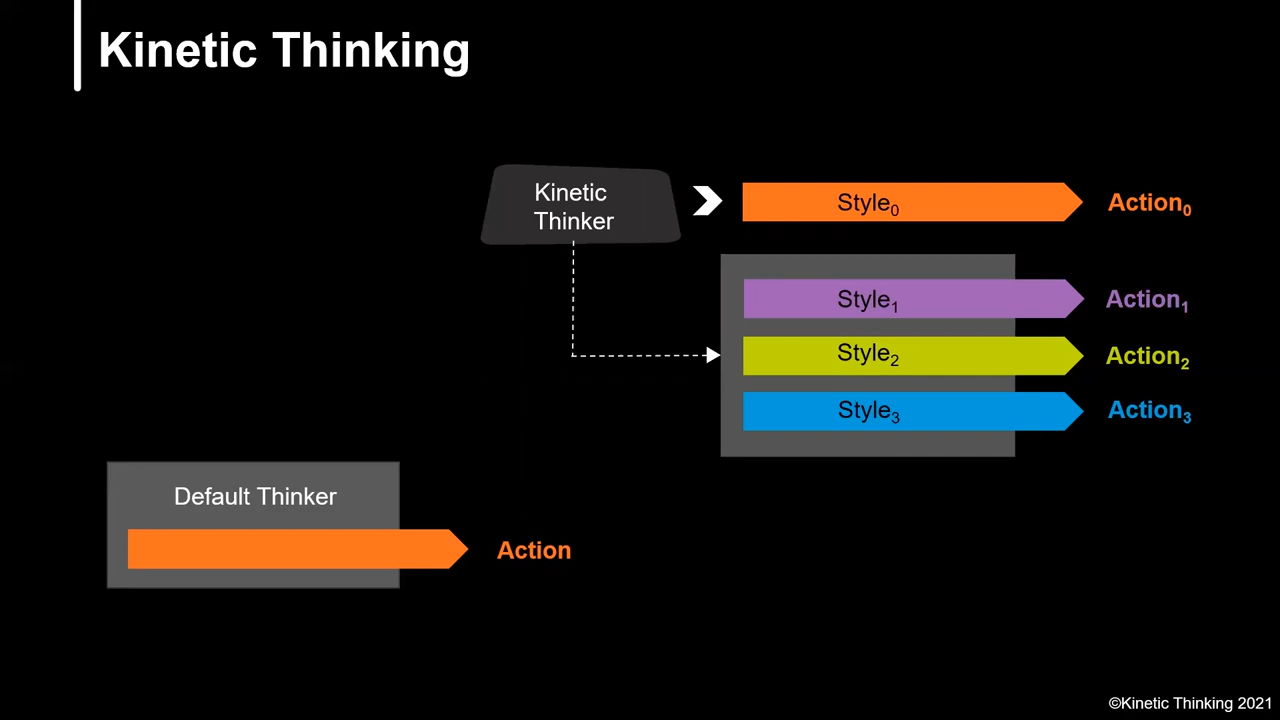 Kinetic Thinking
Kinetic
Thinker
Style₀
Action₀
Style₁
Action₁
Style₂
Action₂
Style₃
Action₃
Default Thinker
Action
©Kinetic Thinking 2021